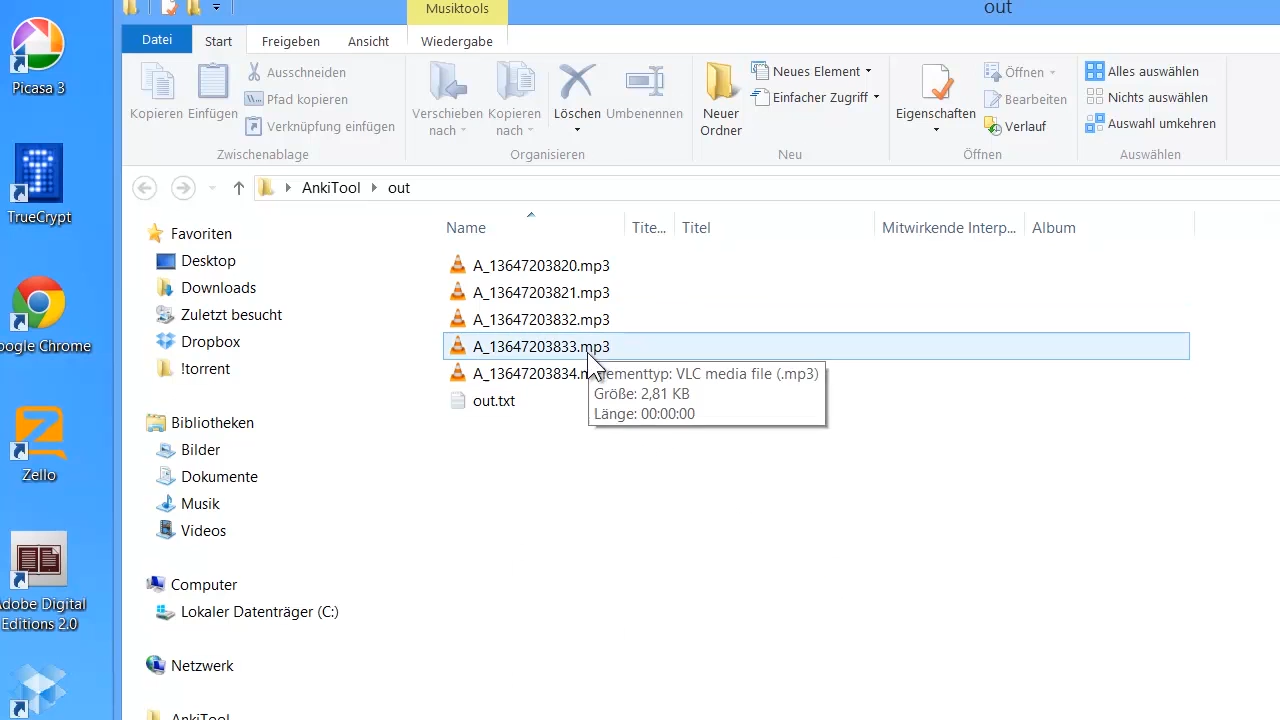 Musiktools
out
Datei
Start
Freigeben
Ansicht
Wiedergabe
Kopieren
Einfügen
Ausschneiden
Pfad kopieren
Verknüpfung einfügen
Zwischenablage
Verschieben nach
Kopieren nach
Löschen
Umbenennen
Organisieren
Neuer
Ordner
Neues Element
Einfacher Zugriff
Neu
Eigenschaften
Öffnen
Bearbeiten
Verlauf
Öffnen
Alles auswählen
Nichts auswählen
Auswahl umkehren
Auswählen
AnkiTool
out
Picasa 3
TrueCrypt
oogle Chrome
Zello
Adobe Digital
Editions 2.0
Favoriten
Desktop
Downloads
Zuletzt besucht
Dropbox
!torrent
Bibliotheken
Bilder
Dokumente
Musik
Videos
Computer
Lokaler Datenträger (C:)
Netzwerk
AnkiTool
Name
Tite...
Titel
Mitwirkende Interp...
Album
A_13647203820.mp3
A_13647203821.mp3
A_13647203832.mp3
A_13647203833.mp3
A_13647203834.m
out.txt
ementtyp: VLC media file (.mp3)
Größe: 2,81 KB
Länge: 00:00:00